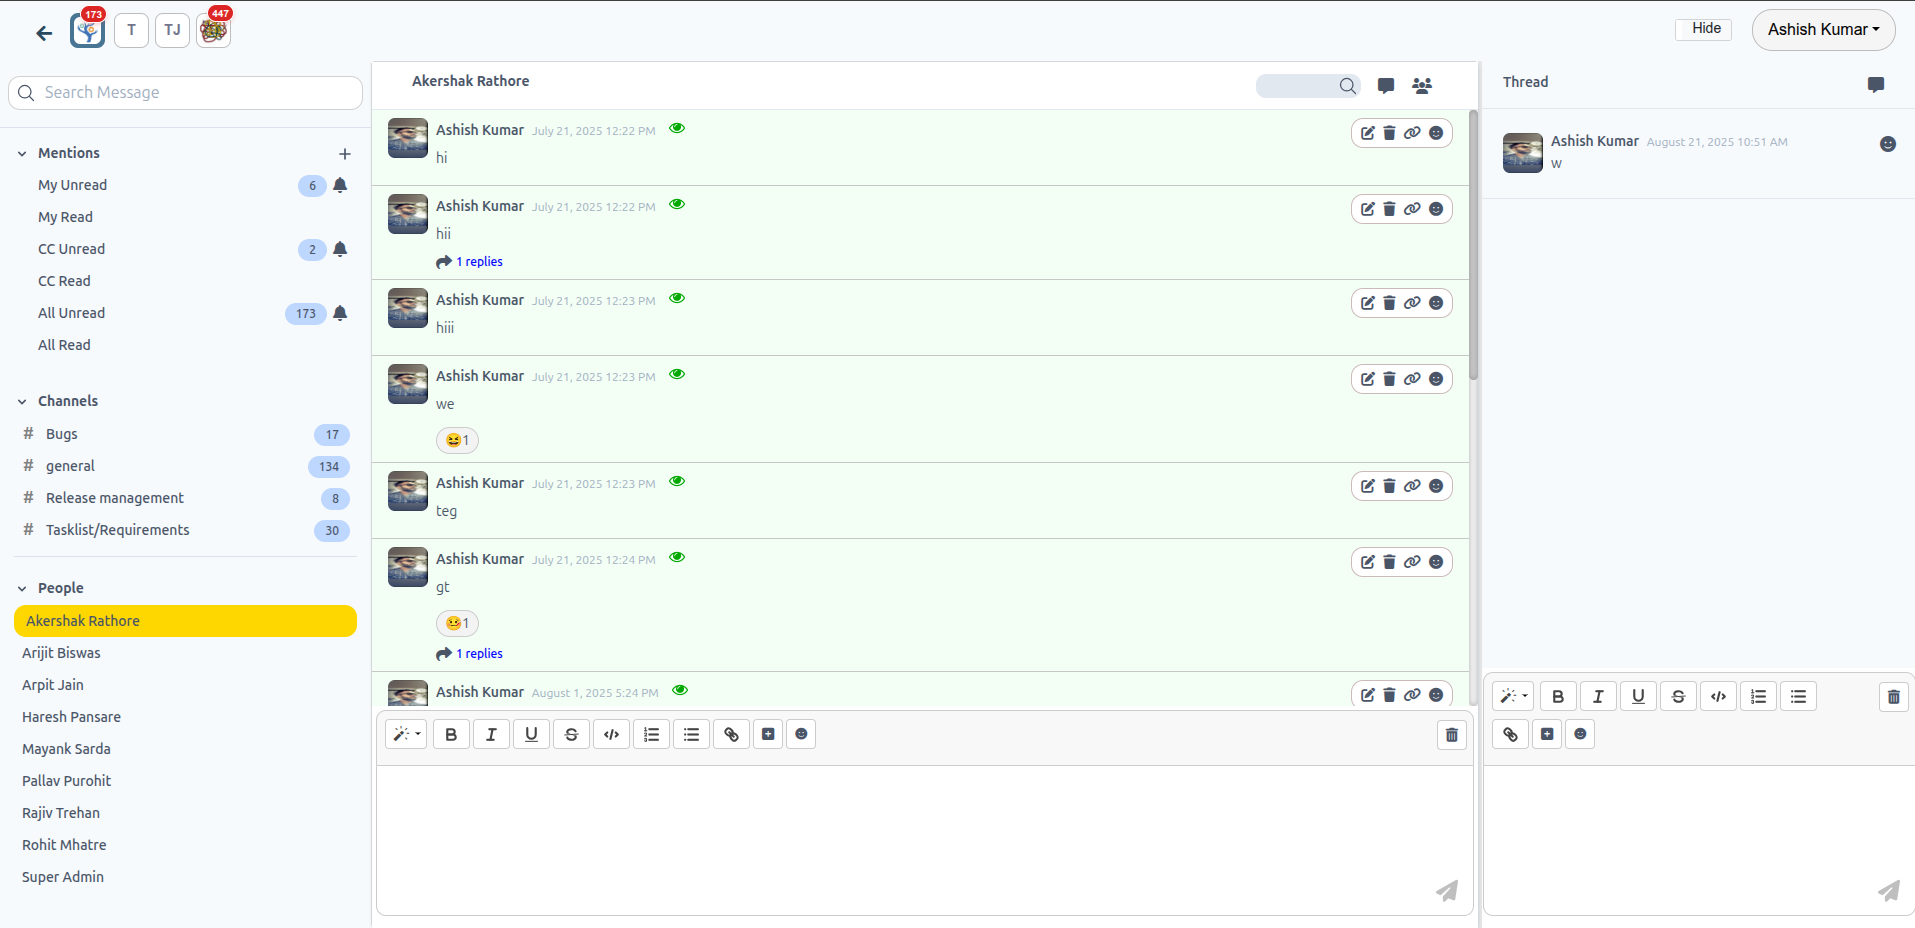 173
T
TJ
447
Hide
Ashish Kumar
Search Message
Mentions
My Unread 6
My Read
CC Unread 2
CC Read
All Unread 173
All Read
Channels
# Bugs 17
# general 134
# Release management 8
# Tasklist/Requirements 30
People
Akershak Rathore
Arijit Biswas
Arpit Jain
Haresh Pansare
Mayank Sarda
Pallav Purohit
Rajiv Trehan
Rohit Mhatre
Super Admin
Akershak Rathore
Ashish Kumar July 21, 2025 12:22 PM
hi
Ashish Kumar July 21, 2025 12:22 PM
hii
1 replies
Ashish Kumar July 21, 2025 12:23 PM
hiii
Ashish Kumar July 21, 2025 12:23 PM
we
😆1
Ashish Kumar July 21, 2025 12:23 PM
teg
Ashish Kumar July 21, 2025 12:24 PM
gt
1
1 replies
Ashish Kumar August 1, 2025 5:24 PM
B I U S </>
Thread
Ashish Kumar August 21, 2025 10:51 AM
w
B I U S </>